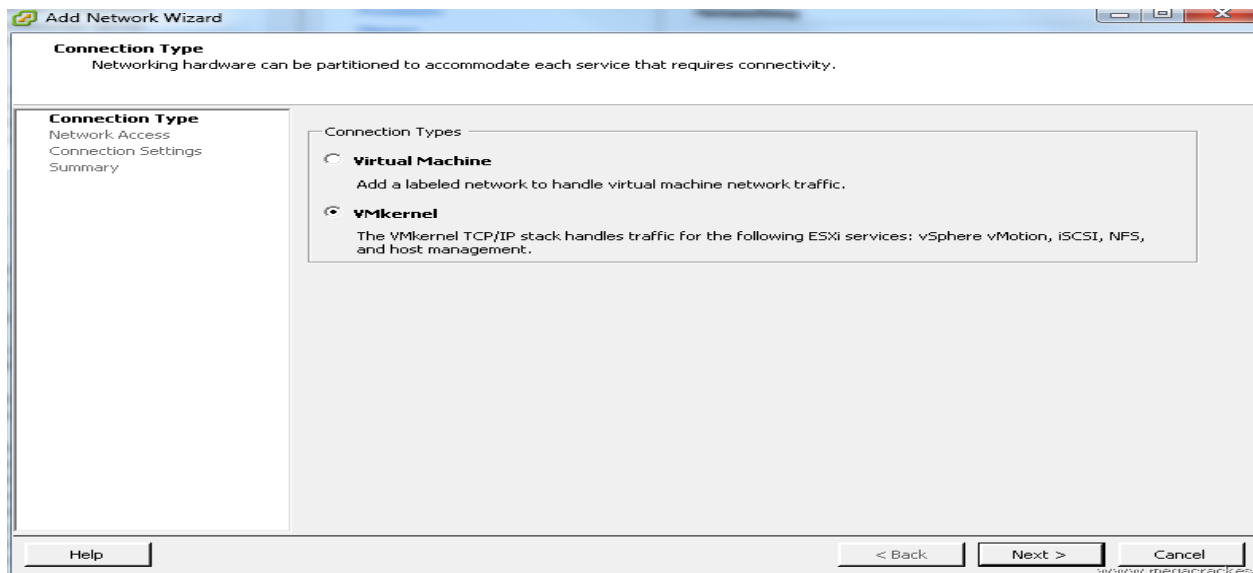 Add Network Wizard
Connection Type
Networking hardware can be partitioned to accommodate each service that requires connectivity.
Connection Type
Network Access
Connection Settings
Summary
Connection Types
Virtual Machine
Add a labeled network to handle virtual machine network traffic.
VMkernel
The VMkernel TCP/IP stack handles traffic for the following ESXi services: vSphere vMotion, iSCSI, NFS,
and host management.
Help
< Back
Next >
Cancel